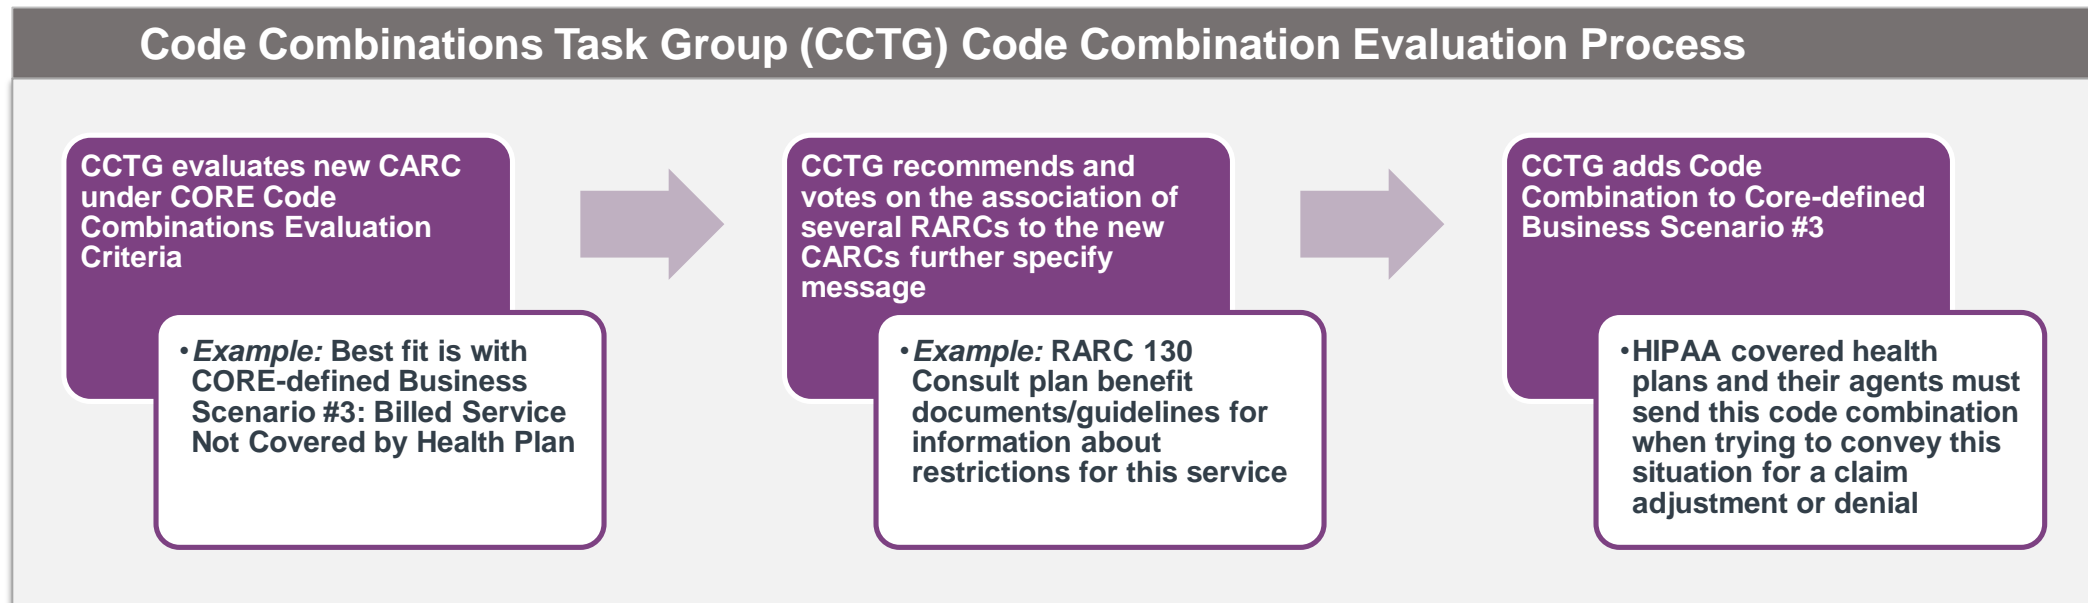 Code Combinations Task Group (CCTG) Code Combination Evaluation Process
CCTG evaluates new CARC
under CORE Code
Combinations Evaluation
Criteria
•Example: Best fit is with
CORE-defined Business
Scenario #3: Billed Service
Not Covered by Health Plan
CCTG recommends and
votes on the association of
several RARCs to the new
CARCs further specify
message
•Example: RARC 130
Consult plan benefit
documents/guidelines for
information about
restrictions for this service
CCTG adds Code
Combination to Core-defined
Business Scenario #3
•HIPAA covered health
plans and their agents must
send this code combination
when trying to convey this
situation for a claim
adjustment or denial